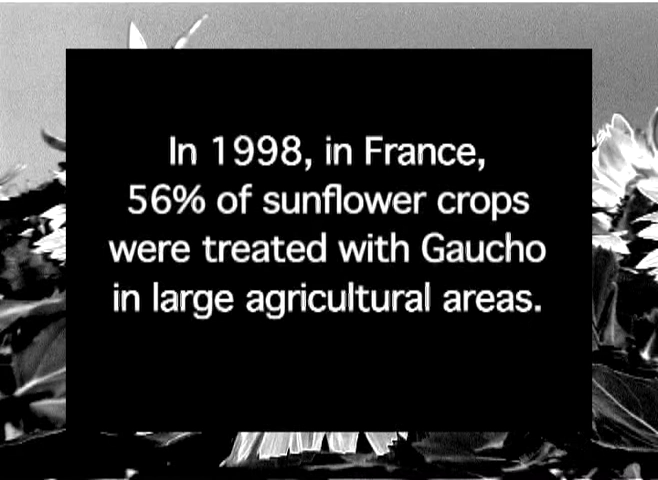 In 1998, in France,
56% of sunflower crops
were treated with Gaucho
in large agricultural areas.